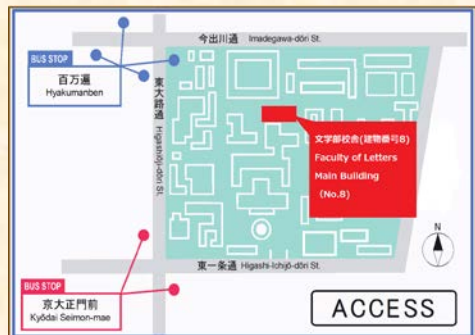 今出川通 Imadegawa-dōri St.
BUS STOP
百万遍
Hyakumanben
東大路通 Higashiōji-dōri St.
文学部校舎(建物番号8)
Faculty of Letters
Main Building
(No.8)
N
東一条通 Higashi-Ichijō-dōri St.
BUS STOP
京大正門前
Kyōdai Seimon-mae
ACCESS